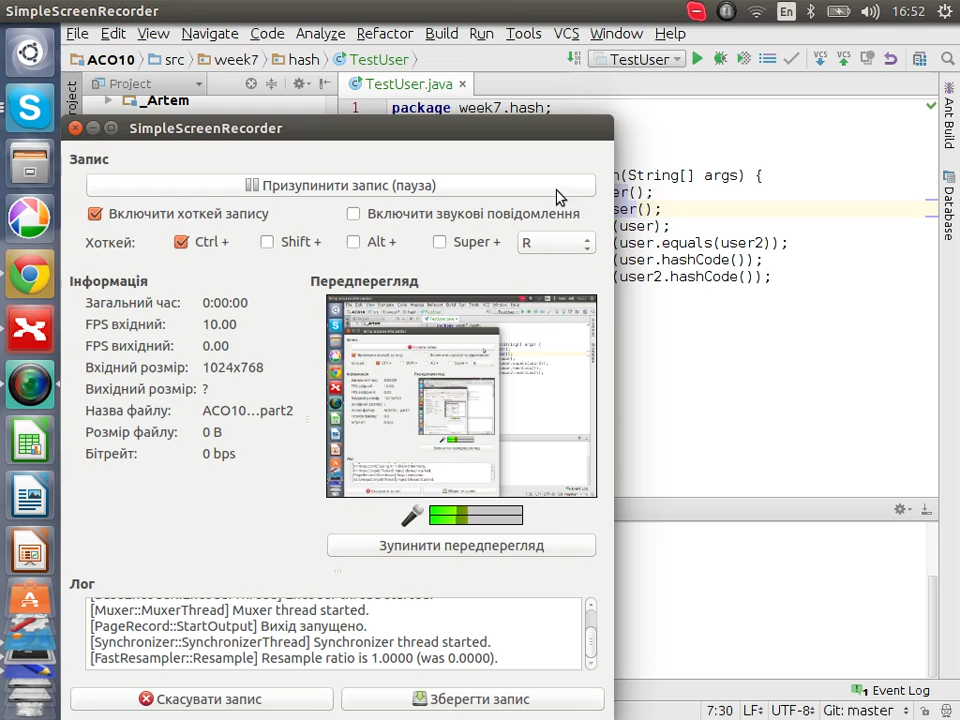 SimpleScreenRecorder
En
16:52
File Edit View Navigate Code Analyze Refactor Build Run Tools VCS Window Help
ACO10 src week7 hash TestUser
TestUser
VCS VCS
Project
Project
TestUser.java
_Artem
1 package week7.hash;
Ant Build
Database
SimpleScreenRecorder
Запис
Призупинити запис (пауза)
(String[] args) {
er();
ser();
Включити хоткей запису
Включити звукові повідомлення
(user);
Хоткей:
Ctrl +
Shift +
Alt +
Super +
R
(user.equals(user2));
(user.hashCode());
(user2.hashCode());
Інформація
Загальний час: 0:00:00
FPS вхідний: 10.00
FPS вихідний: 0.00
Вхідний розмір: 1024x768
Вихідний розмір: ?
Назва файлу: ACO10...part2
Розмір файлу: 0 B
Бітрейт: 0 bps
Передперегляд
Зупинити передперегляд
Лог
[Muxer::MuxerThread] Muxer thread started.
[PageRecord::StartOutput] Вихід запущено.
[Synchronizer::SynchronizerThread] Synchronizer thread started.
[FastResampler::Resample] Resample ratio is 1.0000 (was 0.0000).
Скасувати запис
Зберегти запис
1 Event Log
7:30 LF UTF-8 Git: master